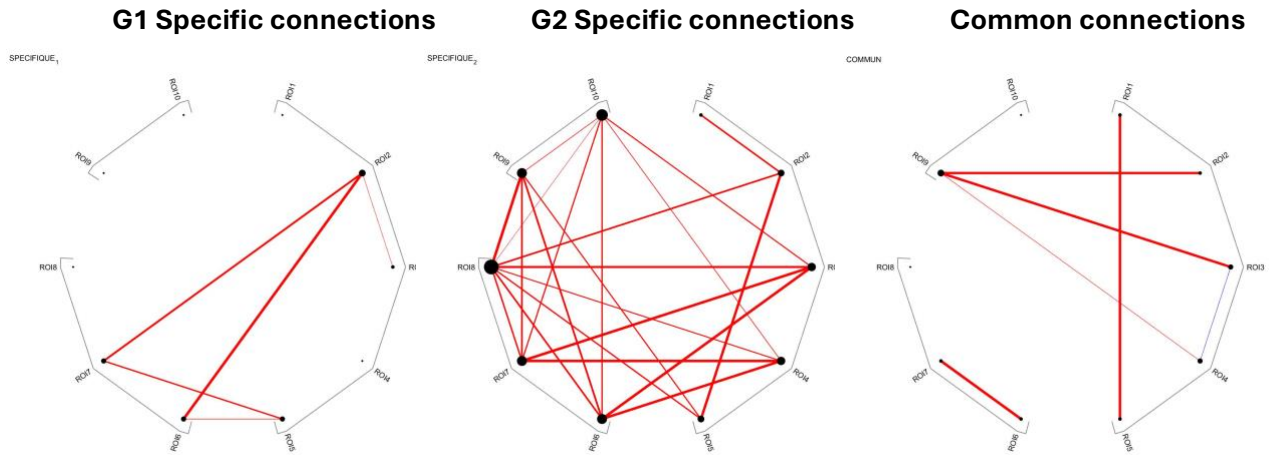 G1 Specific connections
G2 Specific connections
Common connections
SPECIFIQUE1
SPECIFIQUE2
COMMUN
ROI10
ROI1
ROI9
ROI2
ROI8
RI
ROI7
ROI4
ROI6
ROI5
ROI10
ROI1
ROI9
ROI2
ROI8
RI
ROI7
ROI4
ROI6
ROI5
ROI10
ROI1
ROI9
ROI2
ROI8
ROI3
ROI7
ROI4
ROI6
ROI5